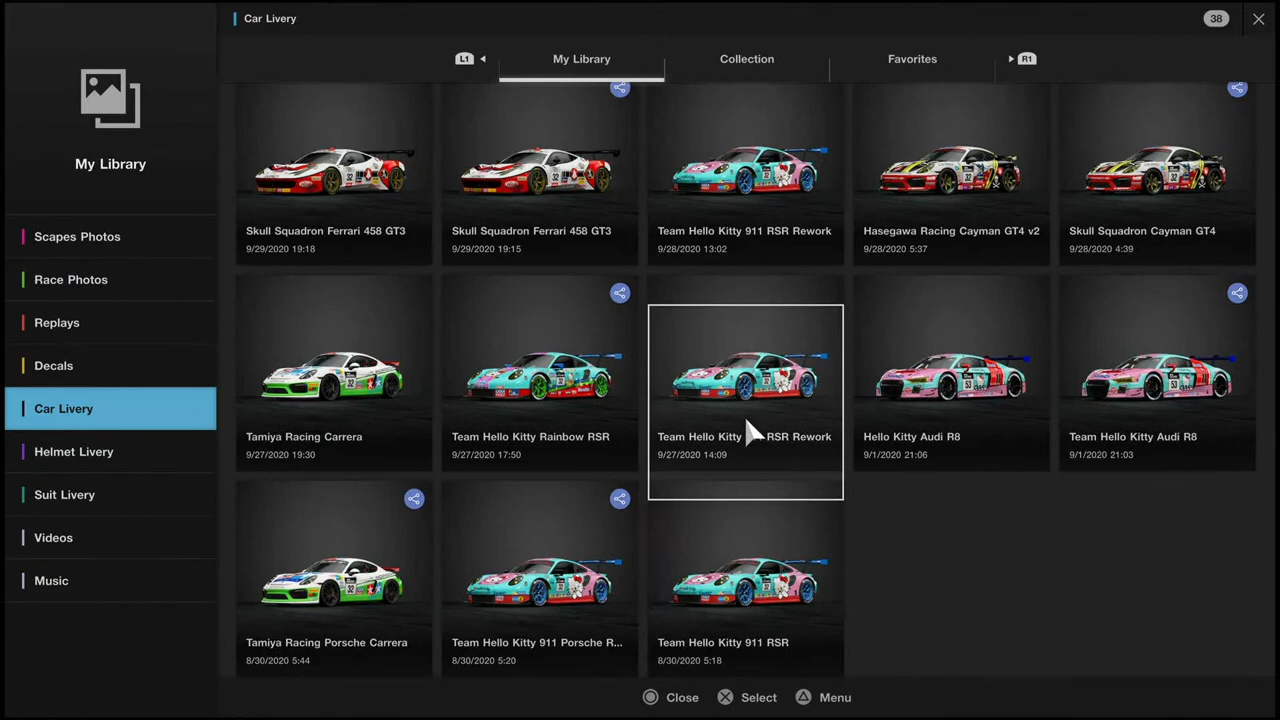 Car Livery
38
L1
My Library
Collection
Favorites
R1
My Library
Scapes Photos
Race Photos
Replays
Decals
Car Livery
Helmet Livery
Suit Livery
Videos
Music
Skull Squadron Ferrari 458 GT3
9/29/2020 19:18
Skull Squadron Ferrari 458 GT3
9/29/2020 19:15
Team Hello Kitty 911 RSR Rework
9/28/2020 13:02
Hasegawa Racing Cayman GT4 v2
9/28/2020 5:37
Skull Squadron Cayman GT4
9/28/2020 4:39
Tamiya Racing Carrera
9/27/2020 19:30
Team Hello Kitty Rainbow RSR
9/27/2020 17:50
Team Hello Kitty RSR Rework
9/27/2020 14:09
Hello Kitty Audi R8
9/1/2020 21:06
Team Hello Kitty Audi R8
9/1/2020 21:03
Tamiya Racing Porsche Carrera
8/30/2020 5:44
Team Hello Kitty 911 Porsche R...
8/30/2020 5:20
Team Hello Kitty 911 RSR
8/30/2020 5:18
Close
Select
Menu